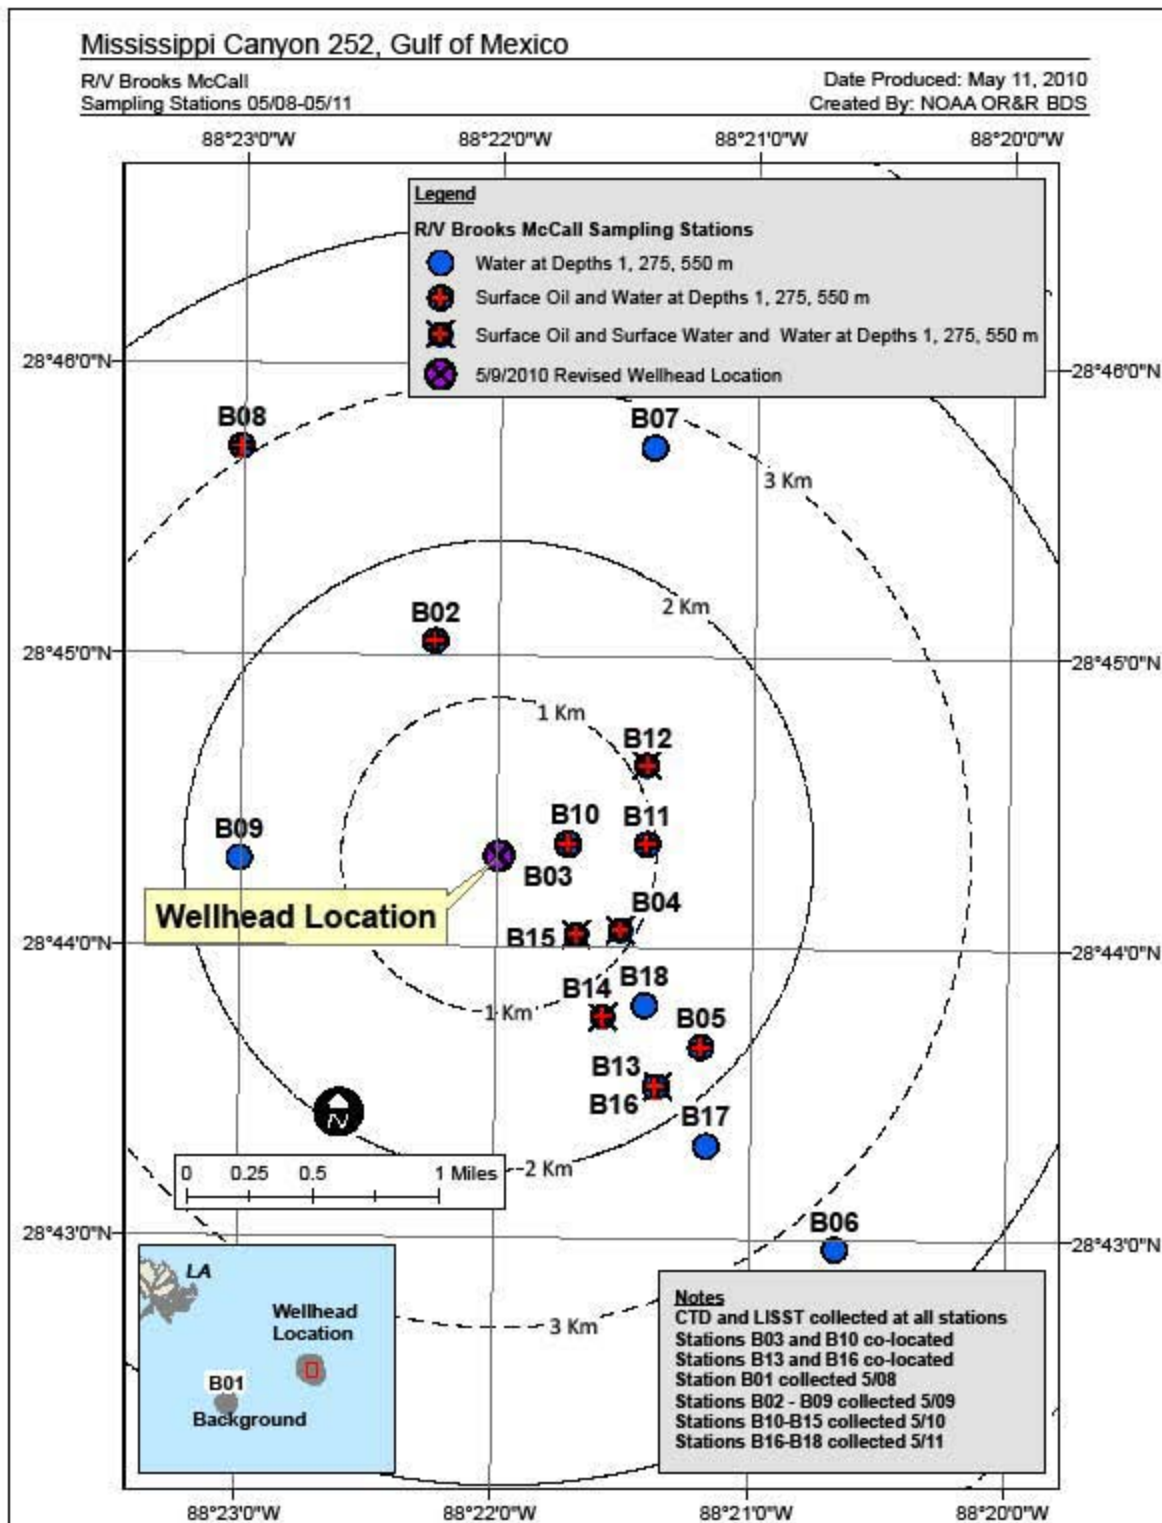 Mississippi Canyon 252, Gulf of Mexico
R/V Brooks McCall
Sampling Stations 05/08-05/11
Date Produced: May 11, 2010
Created By: NOAA OR&R BDS
88°23'0"W 88°22'0"W 88°21'0"W 88°20'0"W
Legend
R/V Brooks McCall Sampling Stations
Water at Depths 1, 275, 550 m
Surface Oil and Water at Depths 1, 275, 550 m
Surface Oil and Surface Water and Water at Depths 1, 275, 550 m
5/9/2010 Revised Wellhead Location
28°46'0"N
28°46'0"N
B08
B07
3 Km
2 Km
B02
28°45'0"N
28°45'0"N
1 Km
B12
B10
B11
B09
B03
Wellhead Location
B04
B15
28°44'0"N
28°44'0"N
B18
B14
1 Km
B05
B13
B16
B17
N
2 Km
0 0.25 0.5 1 Miles
B06
28°43'0"N
28°43'0"N
LA
Wellhead
Location
B01
Background
3 Km
Notes
CTD and LISST collected at all stations
Stations B03 and B10 co-located
Stations B13 and B16 co-located
Station B01 collected 5/08
Stations B02 - B09 collected 5/09
Stations B10-B15 collected 5/10
Stations B16-B18 collected 5/11
88°23'0"W 88°22'0"W 88°21'0"W 88°20'0"W